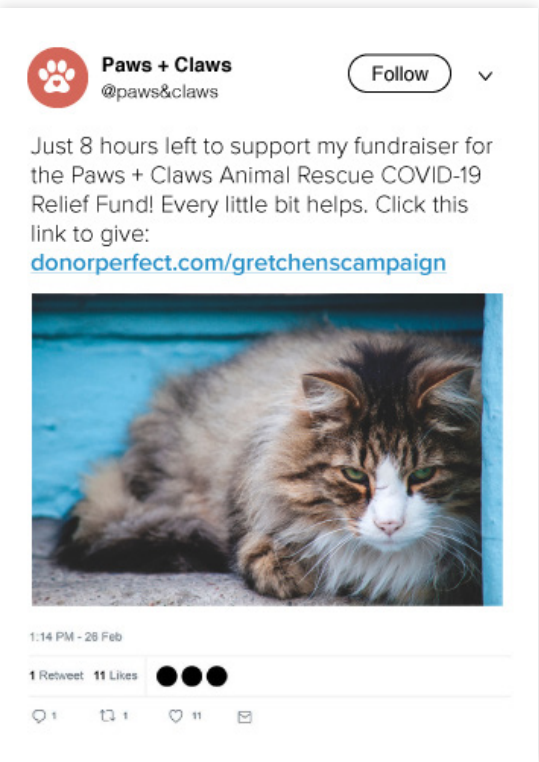 Paws + Claws
@paws&claws
Follow
Just 8 hours left to support my fundraiser for
the Paws + Claws Animal Rescue COVID-19
Relief Fund! Every little bit helps. Click this
link to give:
donorperfect.com/gretchenscampaign
1:14 PM - 26 Feb
1 Retweet 11 Likes
1 1 11